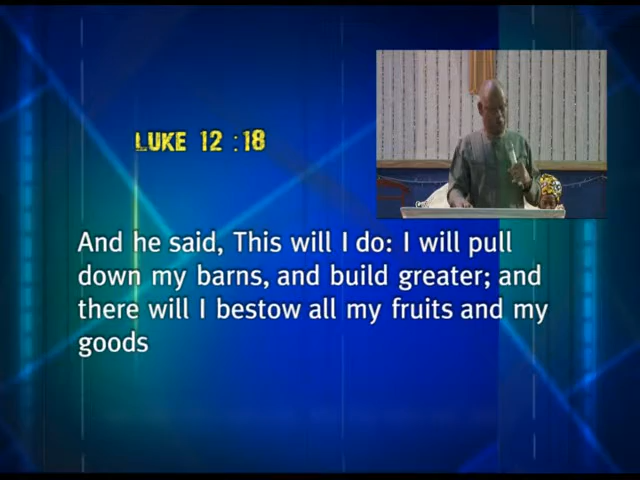 LUKE 12 :18
And he said, This will I do: I will pull
down my barns, and build greater; and
there will I bestow all my fruits and my
goods